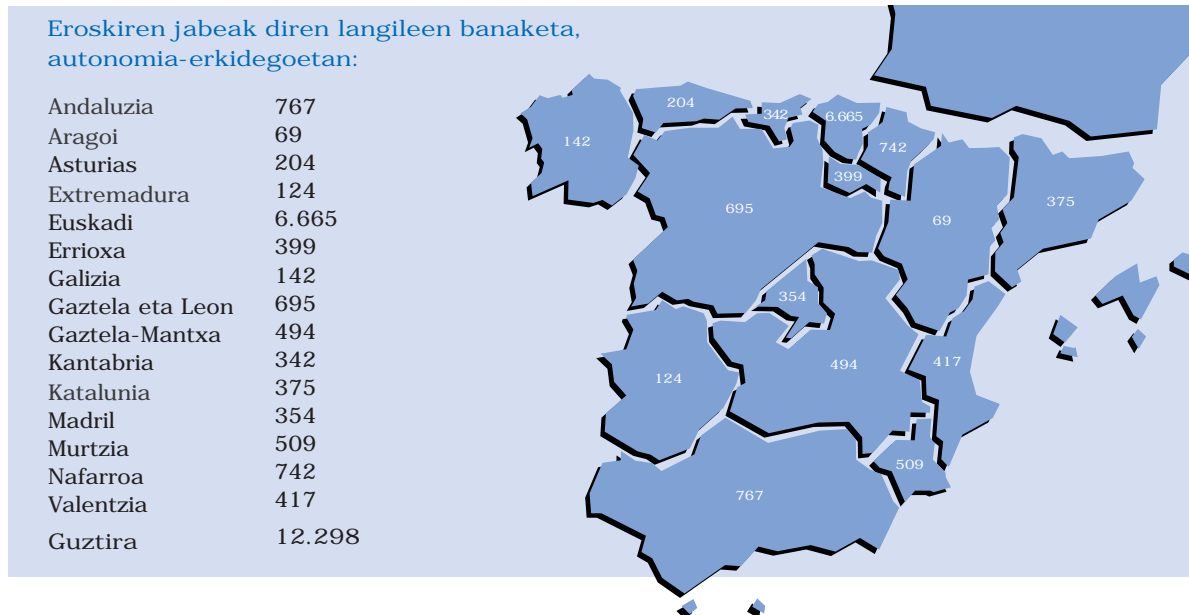 Eroskiren jabeak diren langileen banaketa,
autonomia-erkidegoetan:
Andaluzia 767
Aragoi 69
Asturias 204
Extremadura 124
Euskadi 6.665
Errioxa 399
Galizia 142
Gaztela eta Leon 695
Gaztela-Mantxa 494
Kantabria 342
Katalunia 375
Madril 354
Murtzia 509
Nafarroa 742
Valentzia 417
Guztira 12.298
204
342
6.665
142
742
399
695
69
375
354
494
417
124
509
767